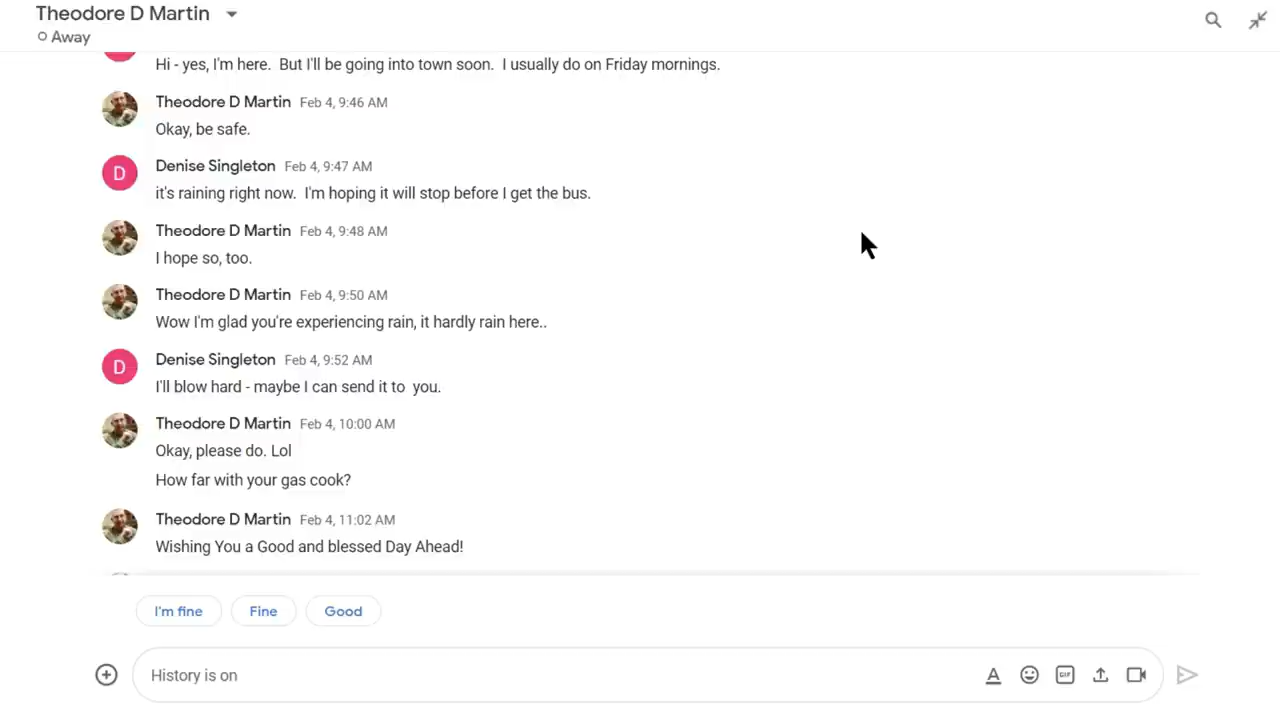 Theodore D Martin
Away
Hi - yes, I'm here.  But I'll be going into town soon.  I usually do on Friday mornings.
Theodore D Martin Feb 4, 9:46 AM
Okay, be safe.
D
Denise Singleton Feb 4, 9:47 AM
it's raining right now.  I'm hoping it will stop before I get the bus.
Theodore D Martin Feb 4, 9:48 AM
I hope so, too.
Theodore D Martin Feb 4, 9:50 AM
Wow I'm glad you're experiencing rain, it hardly rain here..
D
Denise Singleton Feb 4, 9:52 AM
I'll blow hard - maybe I can send it to  you.
Theodore D Martin Feb 4, 10:00 AM
Okay, please do. Lol
How far with your gas cook?
Theodore D Martin Feb 4, 11:02 AM
Wishing You a Good and blessed Day Ahead!
I'm fine Fine Good
History is on A GIF